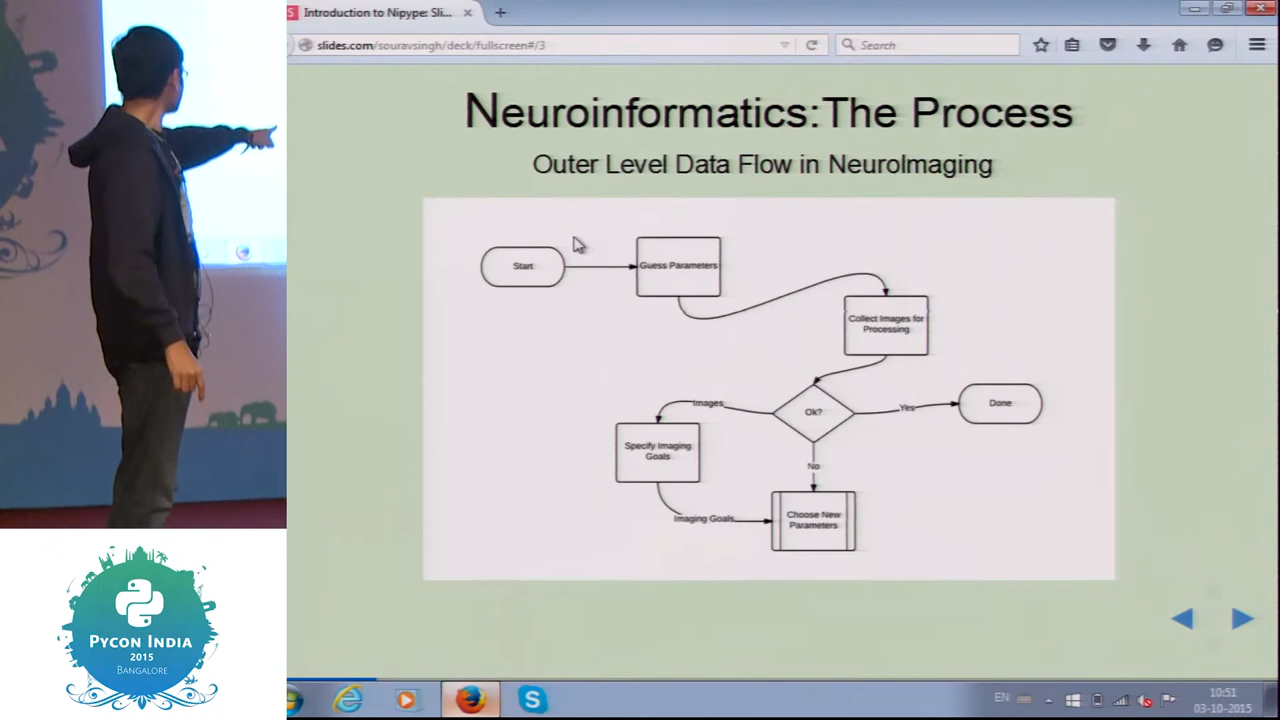 Introduction to Nipype: Sli...
slides.com/souravsingh/deck/fullscreen#/3
Search
Neuroinformatics:The Process
Outer Level Data Flow in NeuroImaging
Start
Guess Parameters
Collect Images for
Processing
Images
Ok?
Yes
Done
Specify Imaging
Goals
No
Imaging Goals
Choose New
Parameters
Pycon India
2015
BANGALORE
EN
10:51
03-10-2015